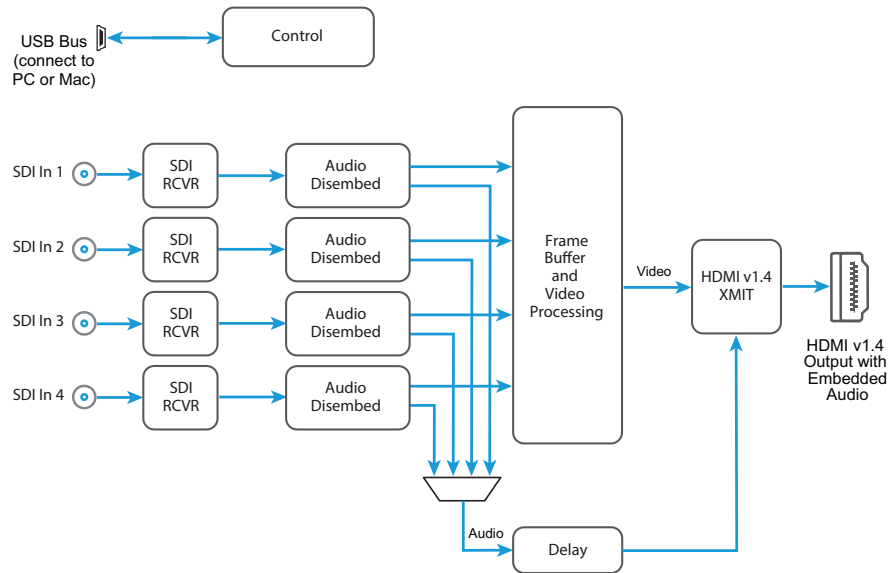 USB Bus
(connect to
PC or Mac)
Control
SDI In 1
SDI
RCVR
Audio
Disembed
SDI In 2
SDI
RCVR
Audio
Disembed
SDI In 3
SDI
RCVR
Audio
Disembed
SDI In 4
SDI
RCVR
Audio
Disembed
Frame
Buffer
and
Video
Processing
Video
HDMI v1.4
XMIT
HDMI v1.4
Output with
Embedded
Audio
Audio
Delay